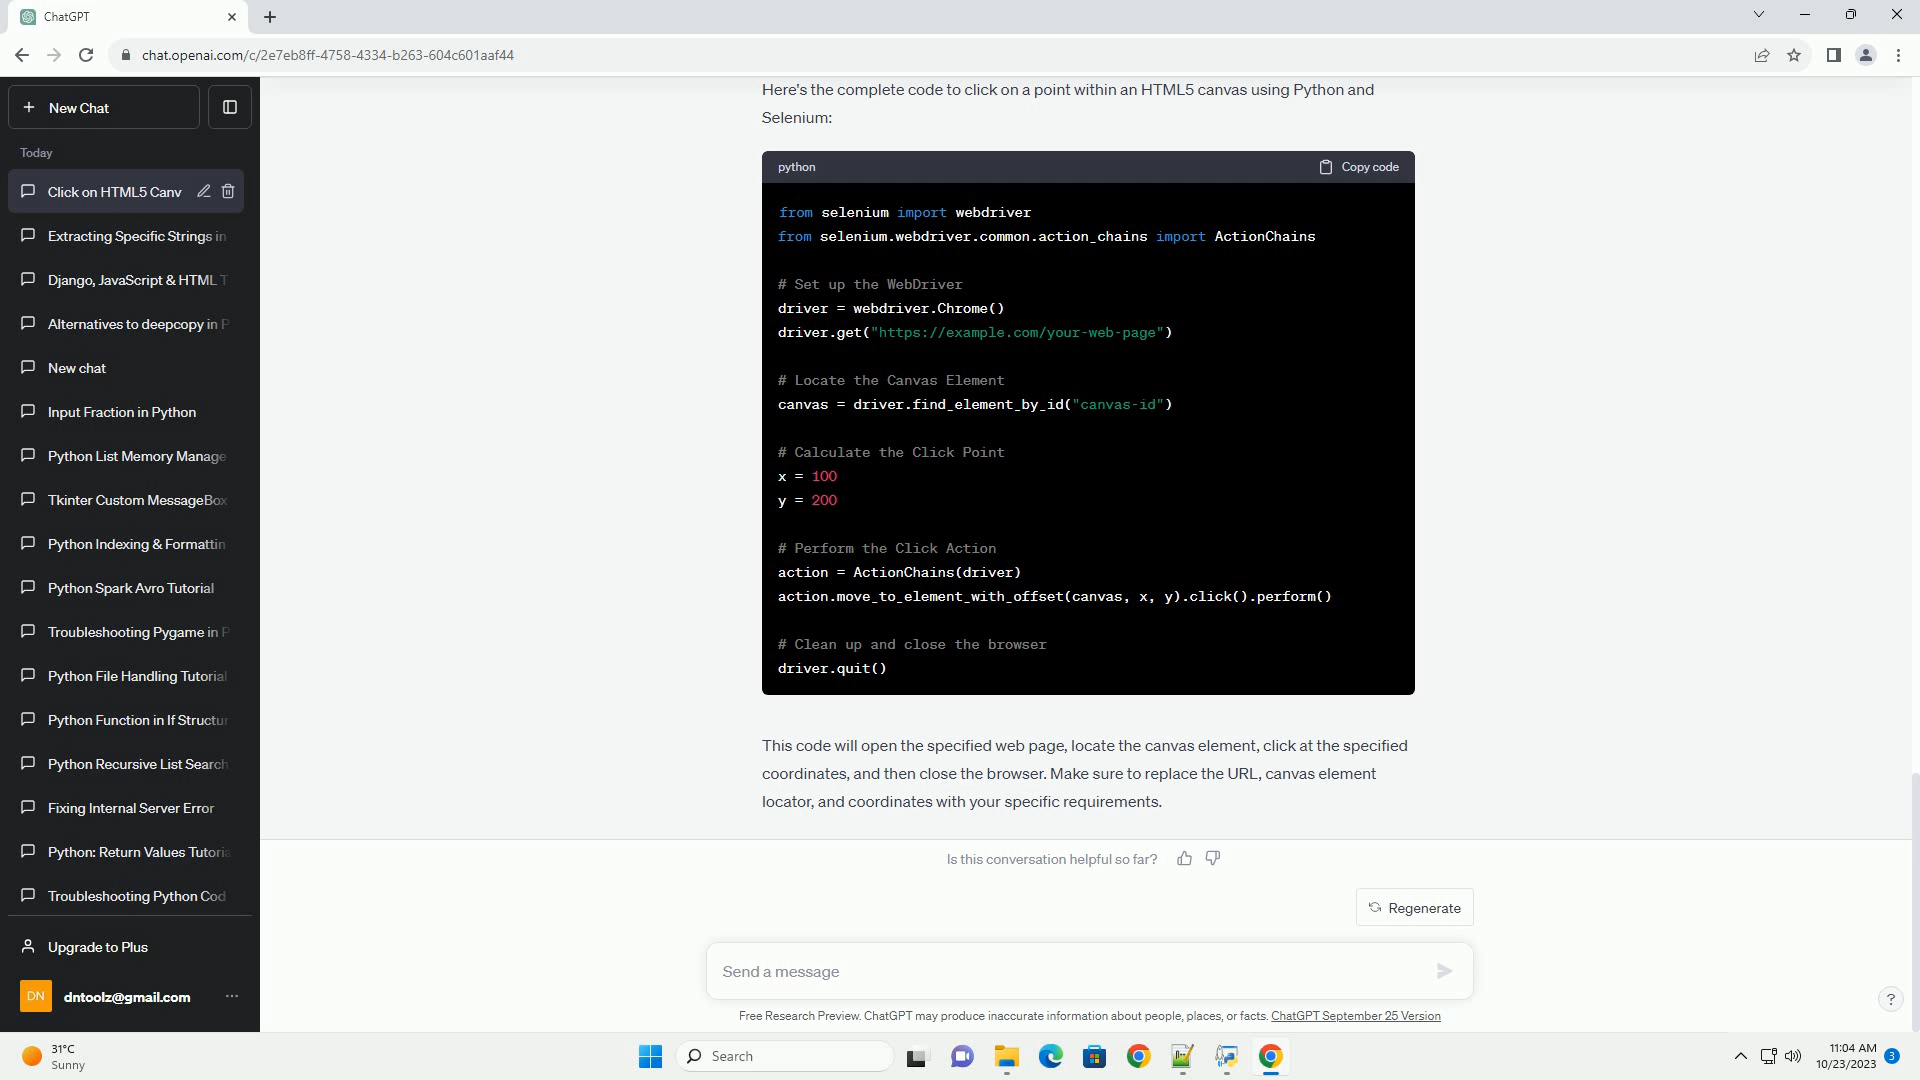 ChatGPT
chat.openai.com/c/2e7eb8ff-4758-4334-b263-604c601aaf44
New Chat
Today
Click on HTML5 Canv
Extracting Specific Strings in
Django, JavaScript & HTML T
Alternatives to deepcopy in P
New chat
Input Fraction in Python
Python List Memory Manage
Tkinter Custom MessageBox
Python Indexing & Formattin
Python Spark Avro Tutorial
Troubleshooting Pygame in P
Python File Handling Tutorial
Python Function in If Structur
Python Recursive List Search
Fixing Internal Server Error
Python: Return Values Tutoria
Troubleshooting Python Cod
Upgrade to Plus
DN dntoolz@gmail.com
Here's the complete code to click on a point within an HTML5 canvas using Python and
Selenium:
python Copy code
from selenium import webdriver
from selenium.webdriver.common.action_chains import ActionChains
# Set up the WebDriver
driver = webdriver.Chrome()
driver.get("https://example.com/your-web-page")
# Locate the Canvas Element
canvas = driver.find_element_by_id("canvas-id")
# Calculate the Click Point
x = 100
y = 200
# Perform the Click Action
action = ActionChains(driver)
action.move_to_element_with_offset(canvas, x, y).click().perform()
# Clean up and close the browser
driver.quit()
This code will open the specified web page, locate the canvas element, click at the specified
coordinates, and then close the browser. Make sure to replace the URL, canvas element
locator, and coordinates with your specific requirements.
Is this conversation helpful so far?
Regenerate
Send a message
Free Research Preview. ChatGPT may produce inaccurate information about people, places, or facts. ChatGPT September 25 Version
?
31°C
Sunny
Search
11:04 AM
10/23/2023
3